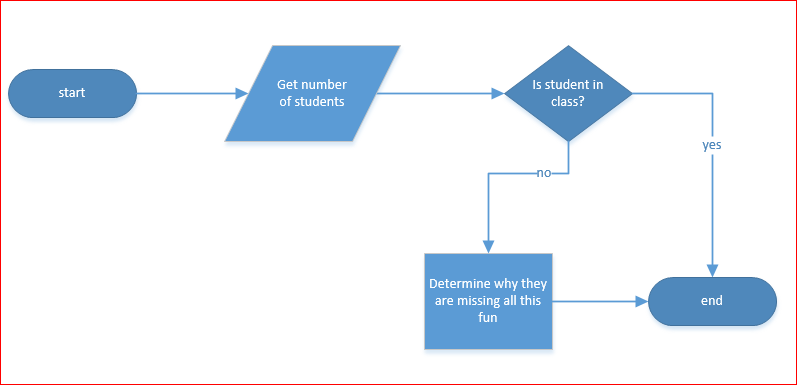 start
Get number
of students
Is student in
class?
yes
no
Determine why they
are missing all this
fun
end